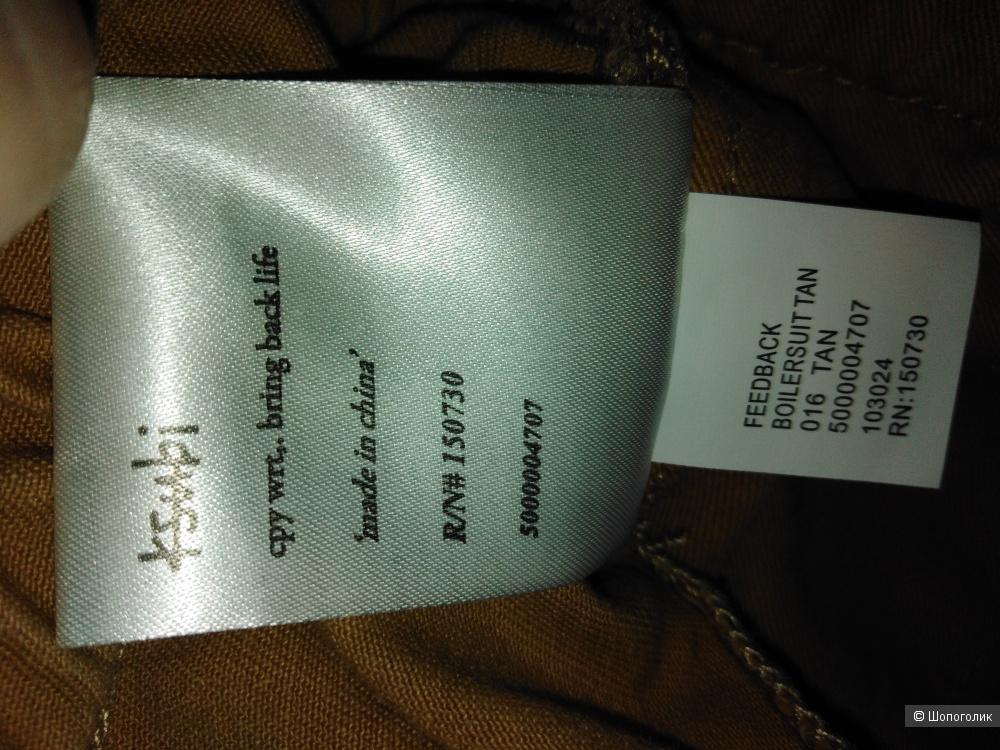 ksubi
cpy wrt,. bring back life
'made in china'
R/N# 150730
5000004707
FEEDBACK
BOILERSUIT TAN
016 TAN
5000004707
103024
RN:150730
© Шопоголик